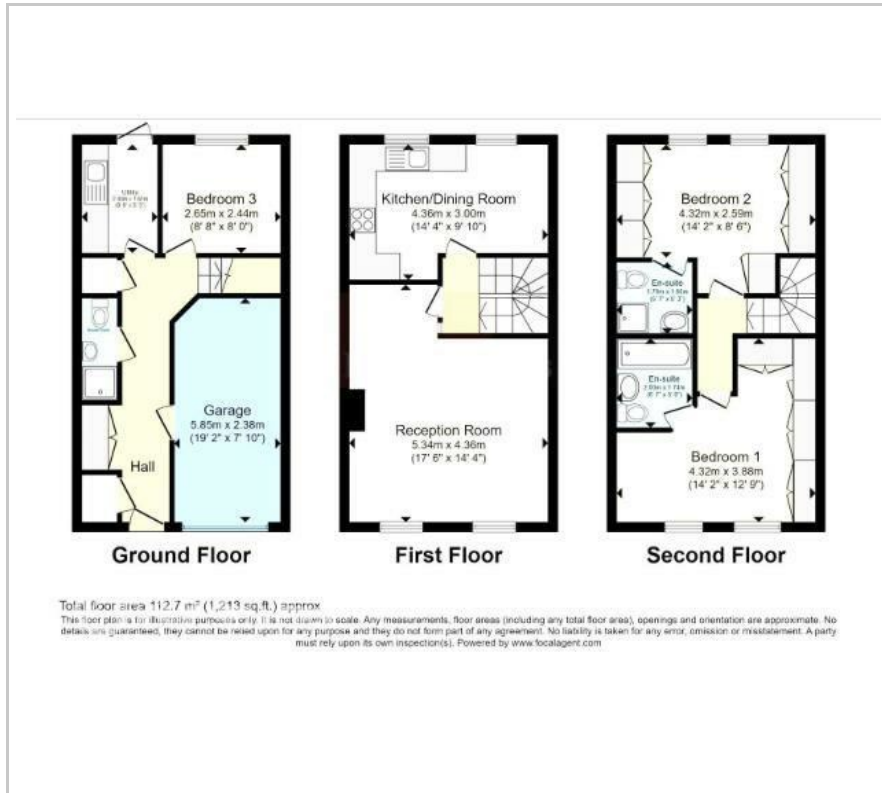 Utility
Bedroom 3
2.65m x 2.44m
(8' 8" x 8' 0")
Garage
5.85m x 2.38m
(19' 2" x 7' 10")
Hall
Ground Floor
Kitchen/Dining Room
4.36m x 3.00m
(14' 4" x 9' 10")
Reception Room
5.34m x 4.36m
(17' 6" x 14' 4")
First Floor
Bedroom 2
4.32m x 2.59m
(14' 2" x 8' 6")
En-suite
En-suite
Bedroom 1
4.32m x 3.88m
(14' 2" x 12' 9")
Second Floor
Total floor area 112.7 m² (1,213 sq.ft.) approx
This floor plan is for illustrative purposes only. It is not drawn to scale. Any measurements, floor areas (including any total floor area), openings and orientation are approximate. No
details are guaranteed, they cannot be relied upon for any purpose and they do not form part of any agreement. No liability is taken for any error, omission or misstatement. A party
must rely upon its own inspection(s). Powered by www.focalagent.com